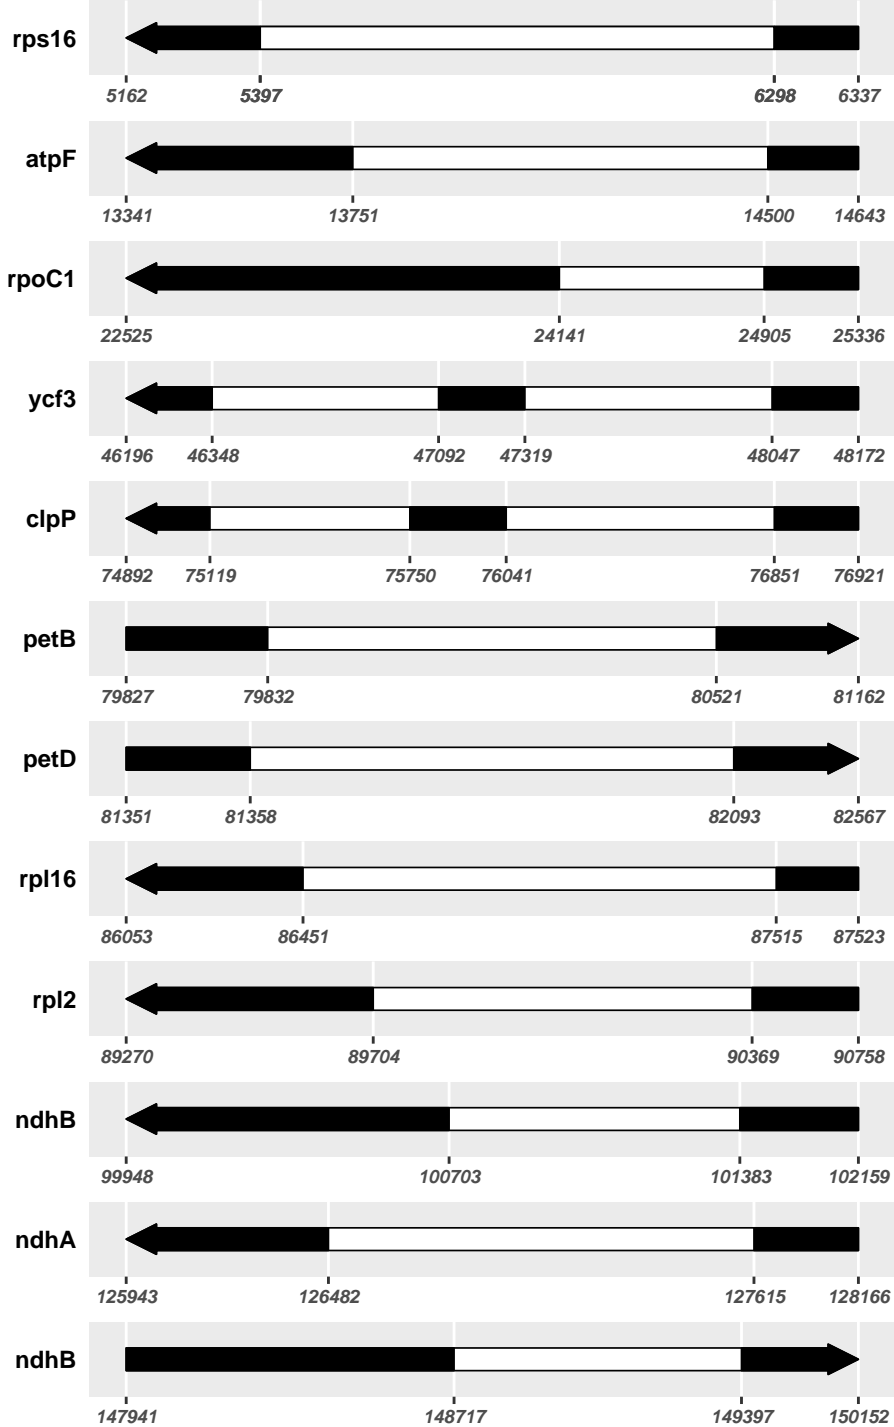 rps16
5162 5397 6298 6337
atpF
13341 13751 14500 14643
rpoC1
22525 24141 24905 25336
ycf3
46196 46348 47092 47319 48047 48172
clpP
74892 75119 75750 76041 76851 76921
petB
79827 79832 80521 81162
petD
81351 81358 82093 82567
rpl16
86053 86451 87515 87523
rpl2
89270 89704 90369 90758
ndhB
99948 100703 101383 102159
ndhA
125943 126482 127615 128166
ndhB
147941 148717 149397 150152